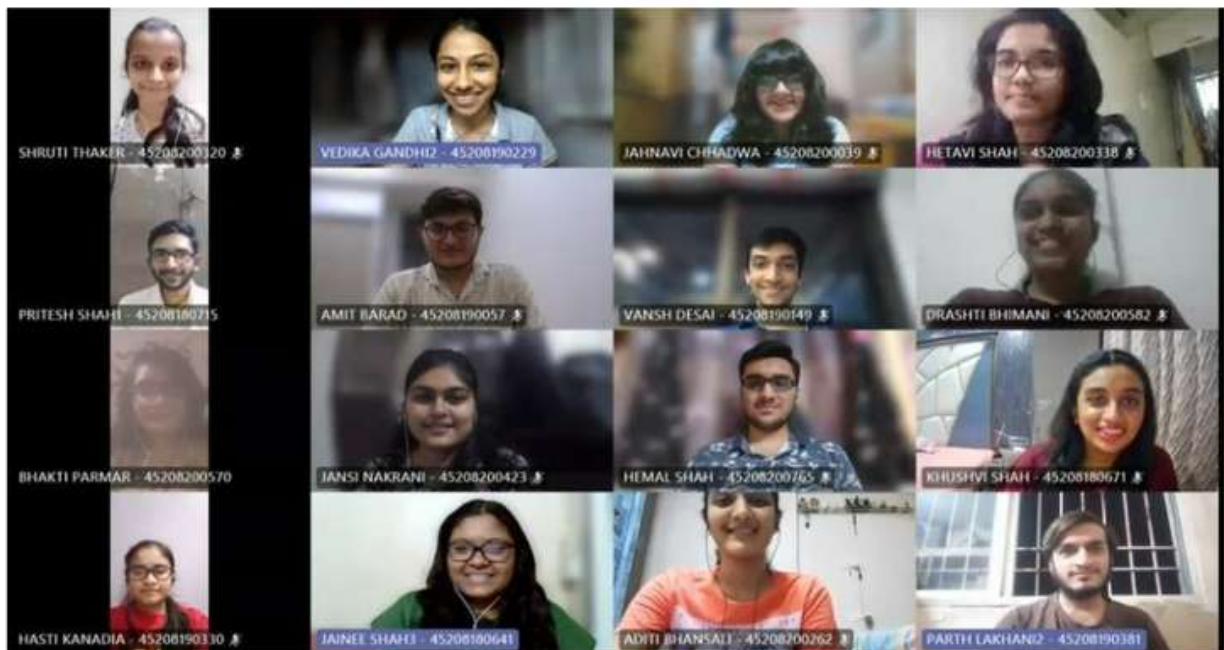 SHRUTI THAKER - 45208200320
VEDIKA GANDHI2 - 45208190229
JAHNAVI CHHADWA - 45208200039
HETAVI SHAH - 45208200338
PRITESH SHAH1 - 45208180715
AMIT BARAD - 45208190057
VANSH DESAI - 45208190149
DRASHTI BHIMANI - 45208200582
BHAKTI PARMAR - 45208200570
JANSI NAKRANI - 45208200423
HEMAL SHAH - 45208200765
KHUSHVI SHAH - 45208180671
HASTI KANADIA - 45208190330
JAINEE SHAH3 - 45208180641
ADITI BHANSALI - 45208200262
PARTH LAKHANI2 - 45208190381